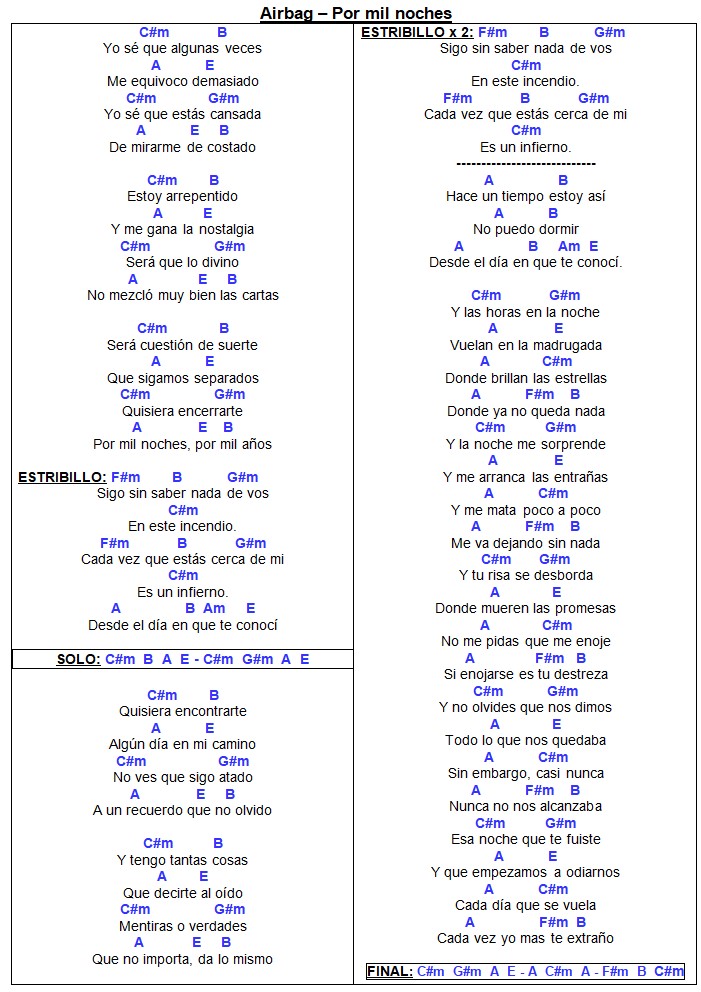 Airbag – Por mil noches
C#m B
Yo sé que algunas veces
A E
Me equivoco demasiado
C#m G#m
Yo sé que estás cansada
A E B
De mirarme de costado
C#m B
Estoy arrepentido
A E
Y me gana la nostalgia
C#m G#m
Será que lo divino
A E B
No mezcló muy bien las cartas
C#m B
Será cuestión de suerte
A E
Que sigamos separados
C#m G#m
Quisiera encerrarte
A E B
Por mil noches, por mil años
ESTRIBILLO: F#m B G#m
Sigo sin saber nada de vos
C#m
En este incendio.
F#m B G#m
Cada vez que estás cerca de mi
C#m
Es un infierno.
A B Am E
Desde el día en que te conocí
SOLO: C#m B A E - C#m G#m A E
C#m B
Quisiera encontrarte
A E
Algún día en mi camino
C#m G#m
No ves que sigo atado
A E B
A un recuerdo que no olvido
C#m B
Y tengo tantas cosas
A E
Que decirte al oído
C#m G#m
Mentiras o verdades
A E B
Que no importa, da lo mismo
ESTRIBILLO x 2: F#m B G#m
Sigo sin saber nada de vos
C#m
En este incendio.
F#m B G#m
Cada vez que estás cerca de mi
C#m
Es un infierno.
----------------------------
A B
Hace un tiempo estoy así
A B
No puedo dormir
A B Am E
Desde el día en que te conocí.
C#m G#m
Y las horas en la noche
A E
Vuelan en la madrugada
A C#m
Donde brillan las estrellas
A F#m B
Donde ya no queda nada
C#m G#m
Y la noche me sorprende
A E
Y me arranca las entrañas
A C#m
Y me mata poco a poco
A F#m B
Me va dejando sin nada
C#m G#m
Y tu risa se desborda
A E
Donde mueren las promesas
A C#m
No me pidas que me enoje
A F#m B
Si enojarse es tu destreza
C#m G#m
Y no olvides que nos dimos
A E
Todo lo que nos quedaba
A C#m
Sin embargo, casi nunca
A F#m B
Nunca no nos alcanzaba
C#m G#m
Esa noche que te fuiste
A E
Y que empezamos a odiarnos
A C#m
Cada día que se vuela
A F#m B
Cada vez yo mas te extraño
FINAL: C#m G#m A E - A C#m A - F#m B C#m